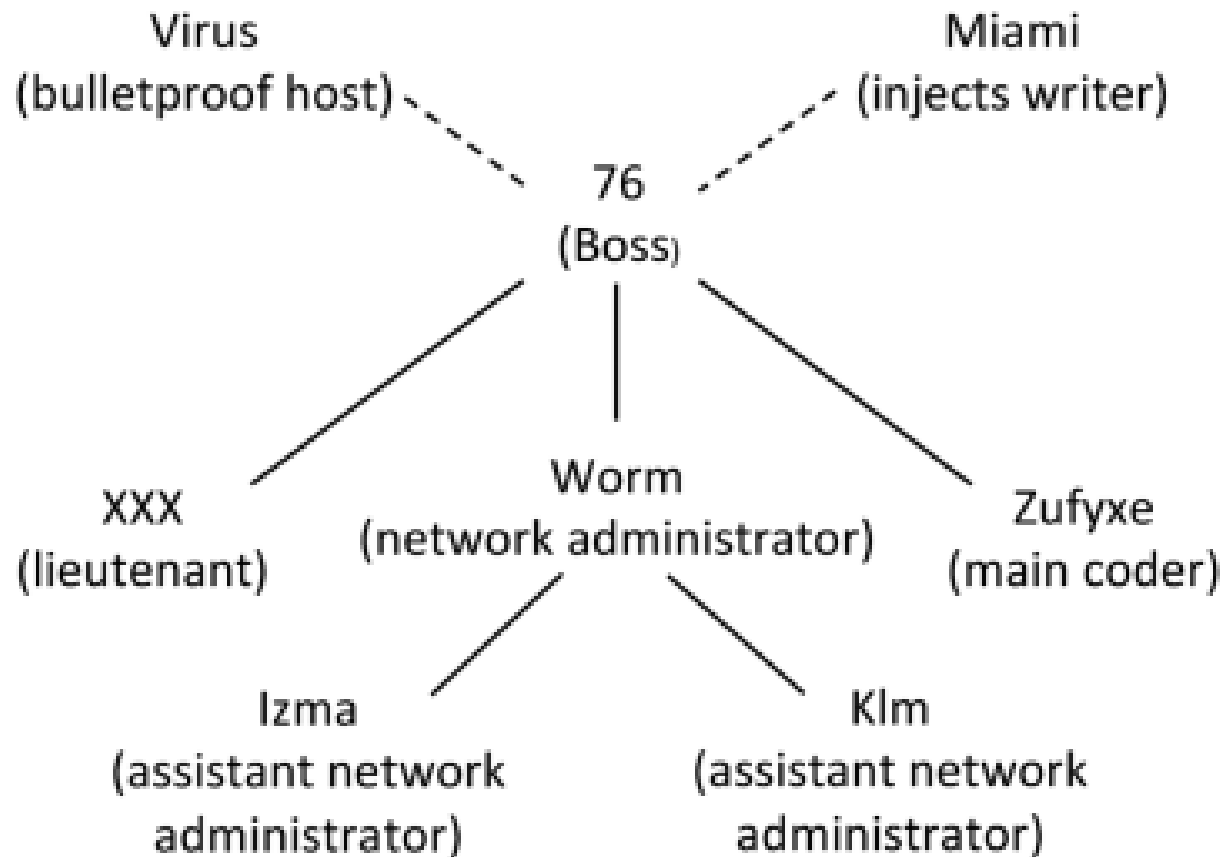 Virus
(bulletproof host)
Miami
(injects writer)
76
(Boss)
XXX
(lieutenant)
Worm
(network administrator)
Zufyxe
(main coder)
Izma
(assistant network
administrator)
Klm
(assistant network
administrator)